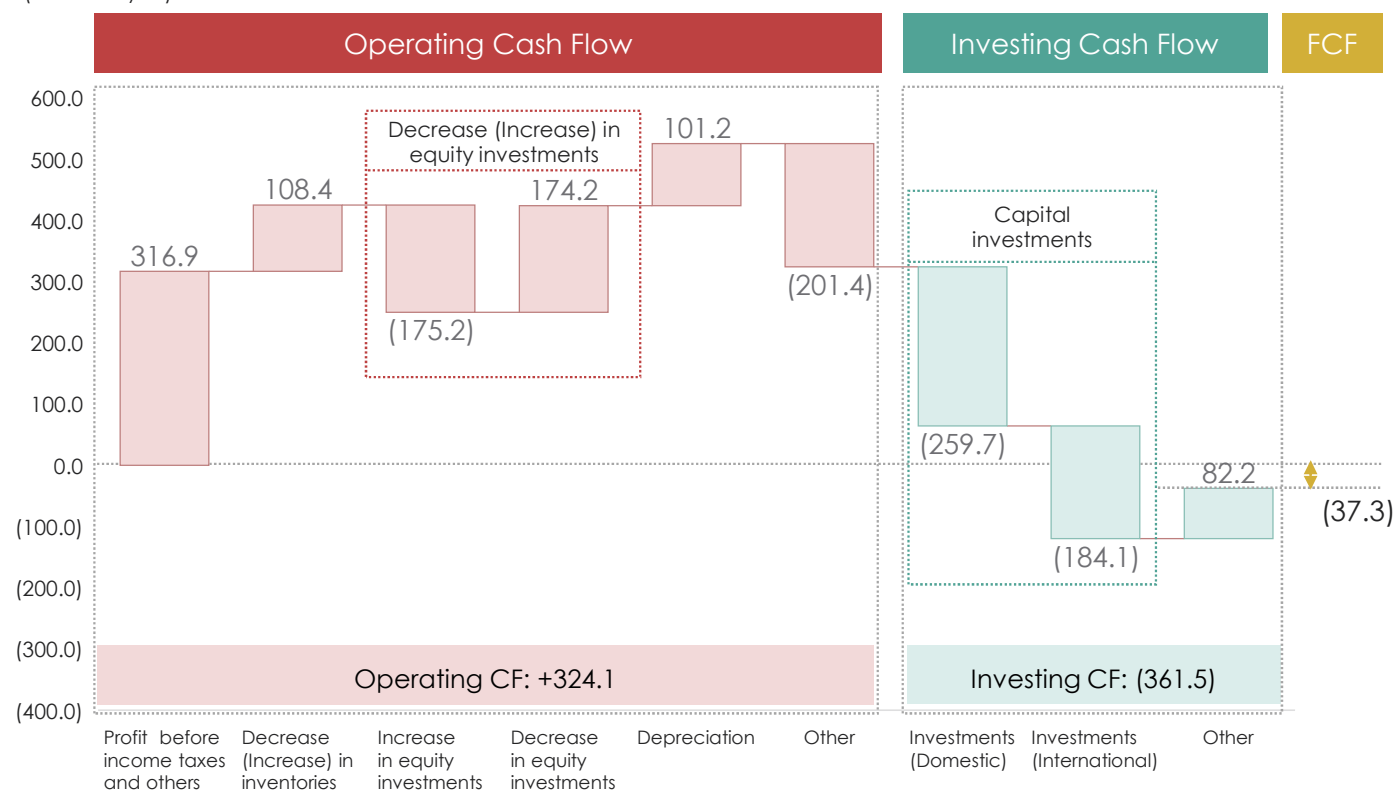 Operating Cash Flow
Investing Cash Flow
FCF
600.0
500.0
400.0
300.0
200.0
100.0
0.0
(100.0)
(200.0)
(300.0)
(400.0)
Decrease (Increase) in
equity investments
316.9
108.4
(175.2)
174.2
101.2
(201.4)
Capital
investments
(259.7)
(184.1)
82.2
(37.3)
Operating CF: +324.1
Investing CF: (361.5)
Profit before
income taxes
and others
Decrease
(Increase) in
inventories
Increase
in equity
investments
Decrease
in equity
investments
Depreciation
Other
Investments
(Domestic)
Investments
(International)
Other